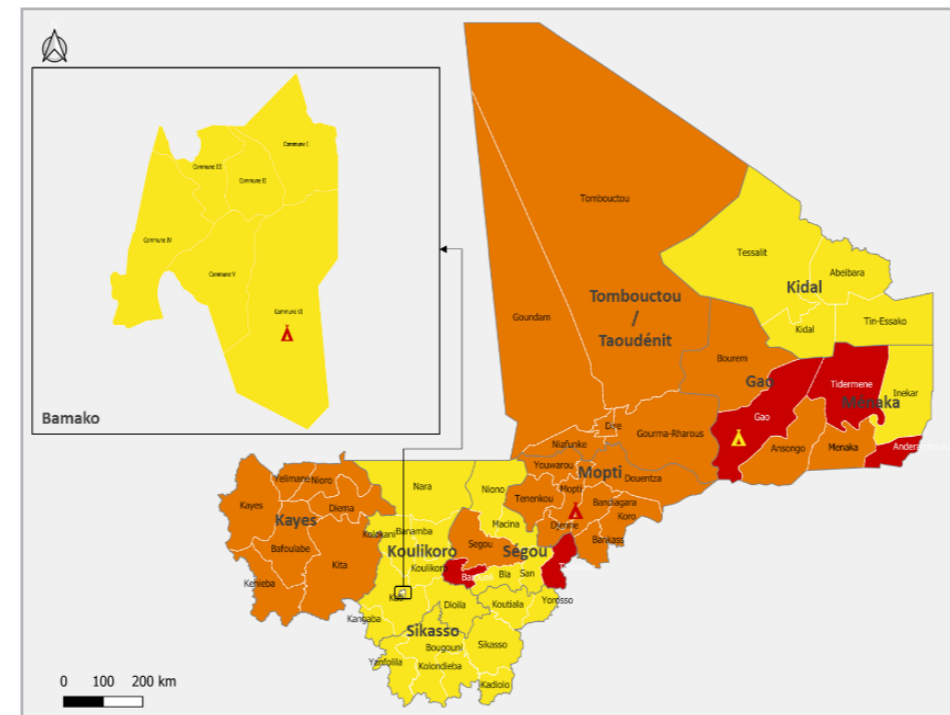 Commune I
Commune III
Commune II
Commune IV
Commune V
Commune VI
Bamako
Tombouctou
Tessalit
Abeibara
Kidal
Tombouctou
/
Taoudénit
Goundam
Kidal
Tin-Essako
Bourem
Gao
Tidermene
Ménaka
Inekar
Gao
Dire
Gourma-Rharous
Niafunke
Ansongo
Menaka
Youwarou
Mopti
Douentza
Yelimane
Nioro
Nara
Niono
Mopti
Tenenkou
Bandiagara
Koro
Kayes
Diema
Kayes
Macina
Djenne
Kolokani
Banamba
Segou
Bankass
Bafoulabe
Koulikoro
Ségou
Kita
Koulikoro
Bla
San
Kenieba
Kati
Dioila
Koutiala
Yorosso
Kangaba
Sikasso
Bougouni
Sikasso
Yanfolila
Kolondieba
Kadiolo
0 100 200 km